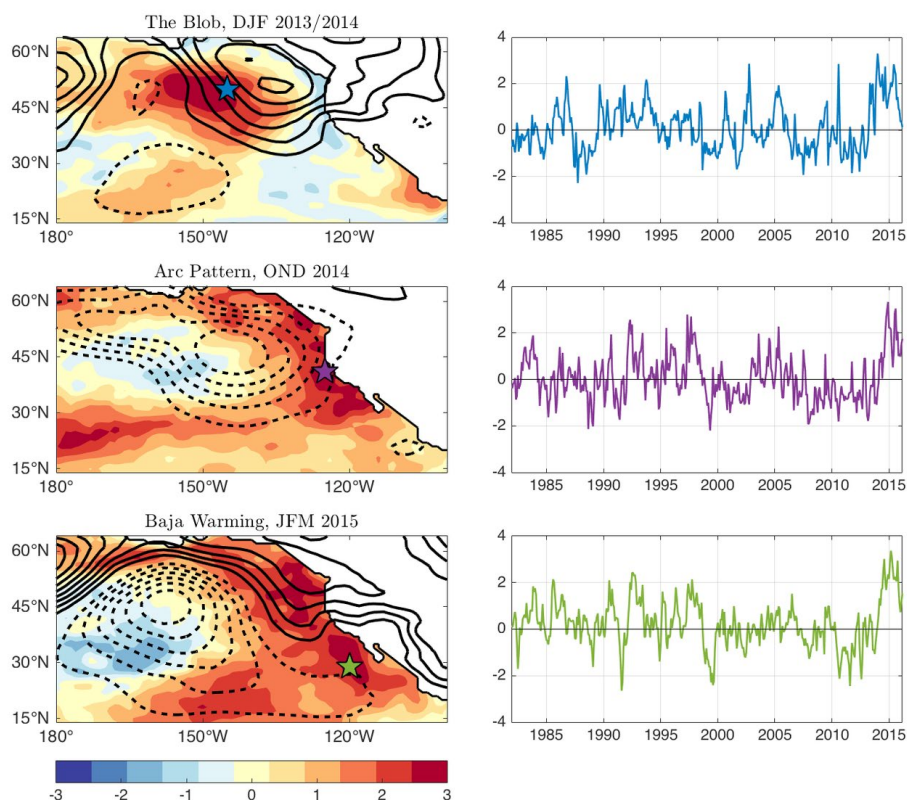 The Blob, DJF 2013/2014
60°N
45°N
30°N
15°N
180° 150°W 120°W
4
2
0
-2
-4
1985 1990 1995 2000 2005 2010 2015
Arc Pattern, OND 2014
60°N
45°N
30°N
15°N
180° 150°W 120°W
4
2
0
-2
-4
1985 1990 1995 2000 2005 2010 2015
Baja Warming, JFM 2015
60°N
45°N
30°N
15°N
180° 150°W 120°W
4
2
0
-2
-4
1985 1990 1995 2000 2005 2010 2015
-3 -2 -1 0 1 2 3